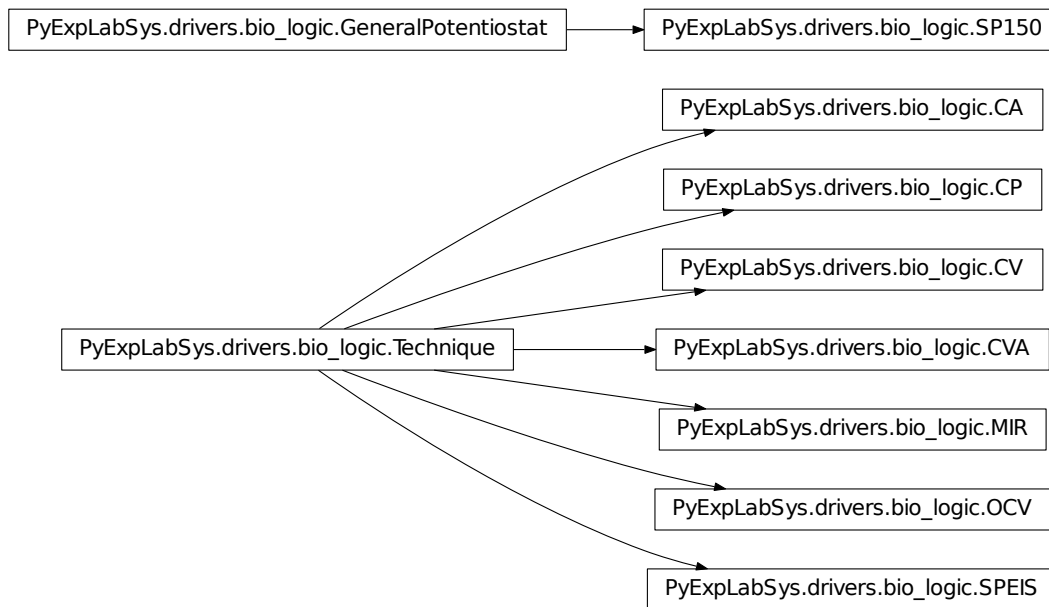 PyExpLabSys.drivers.bio_logic.GeneralPotentiostat
PyExpLabSys.drivers.bio_logic.SP150
PyExpLabSys.drivers.bio_logic.CA
PyExpLabSys.drivers.bio_logic.CP
PyExpLabSys.drivers.bio_logic.CV
PyExpLabSys.drivers.bio_logic.Technique
PyExpLabSys.drivers.bio_logic.CVA
PyExpLabSys.drivers.bio_logic.MIR
PyExpLabSys.drivers.bio_logic.OCV
PyExpLabSys.drivers.bio_logic.SPEIS